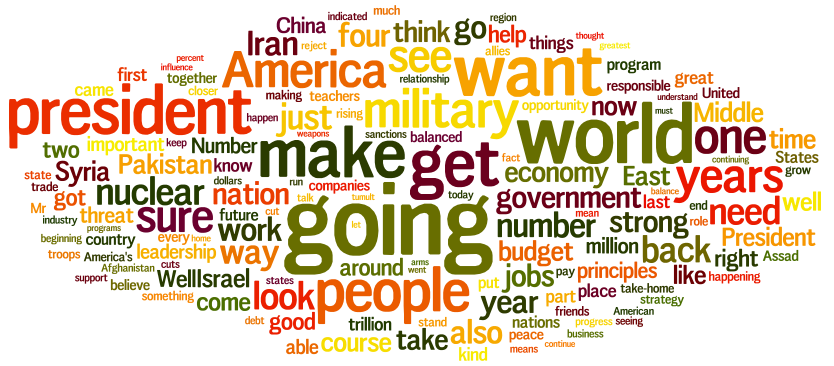 much
indicated
region
China
four
think
go
help
thought
greatest
Iran
reject
see
allies
things
percent
influence
America
relationship
want
program
first
together
closer
making
teachers
responsible
great
understand
United
came
president
happen
just
rising
military
opportunity
now
must
Middle
weapons
sanctions
balanced
world
one
time
two
important
keep
Number
make
get
fact
continuing
States
state
Syria
Pakistan
know
economy
East
years
grow
trade
dollars
run
companies
today
balance
Mr
got
nuclear
nation
talk
tumult
going
government
last
end
need
well
industry
threat
sure
future
cut
let
number
mean
strong
role
programs
beginning
country
every
home
work
President
troops
America's
leadership
way
budget
million
back
right
Assad
Afghanistan
cuts
around
arms
went
jobs
pay
principles
like
happening
support
believe
WellIsrael
states
put
something
come
look
people
year
part
place
take-home
strategy
friends
American
debt
good
trillion
stand
also
nations
progress
seeing
able
course
take
peace
business
kind
means
continue